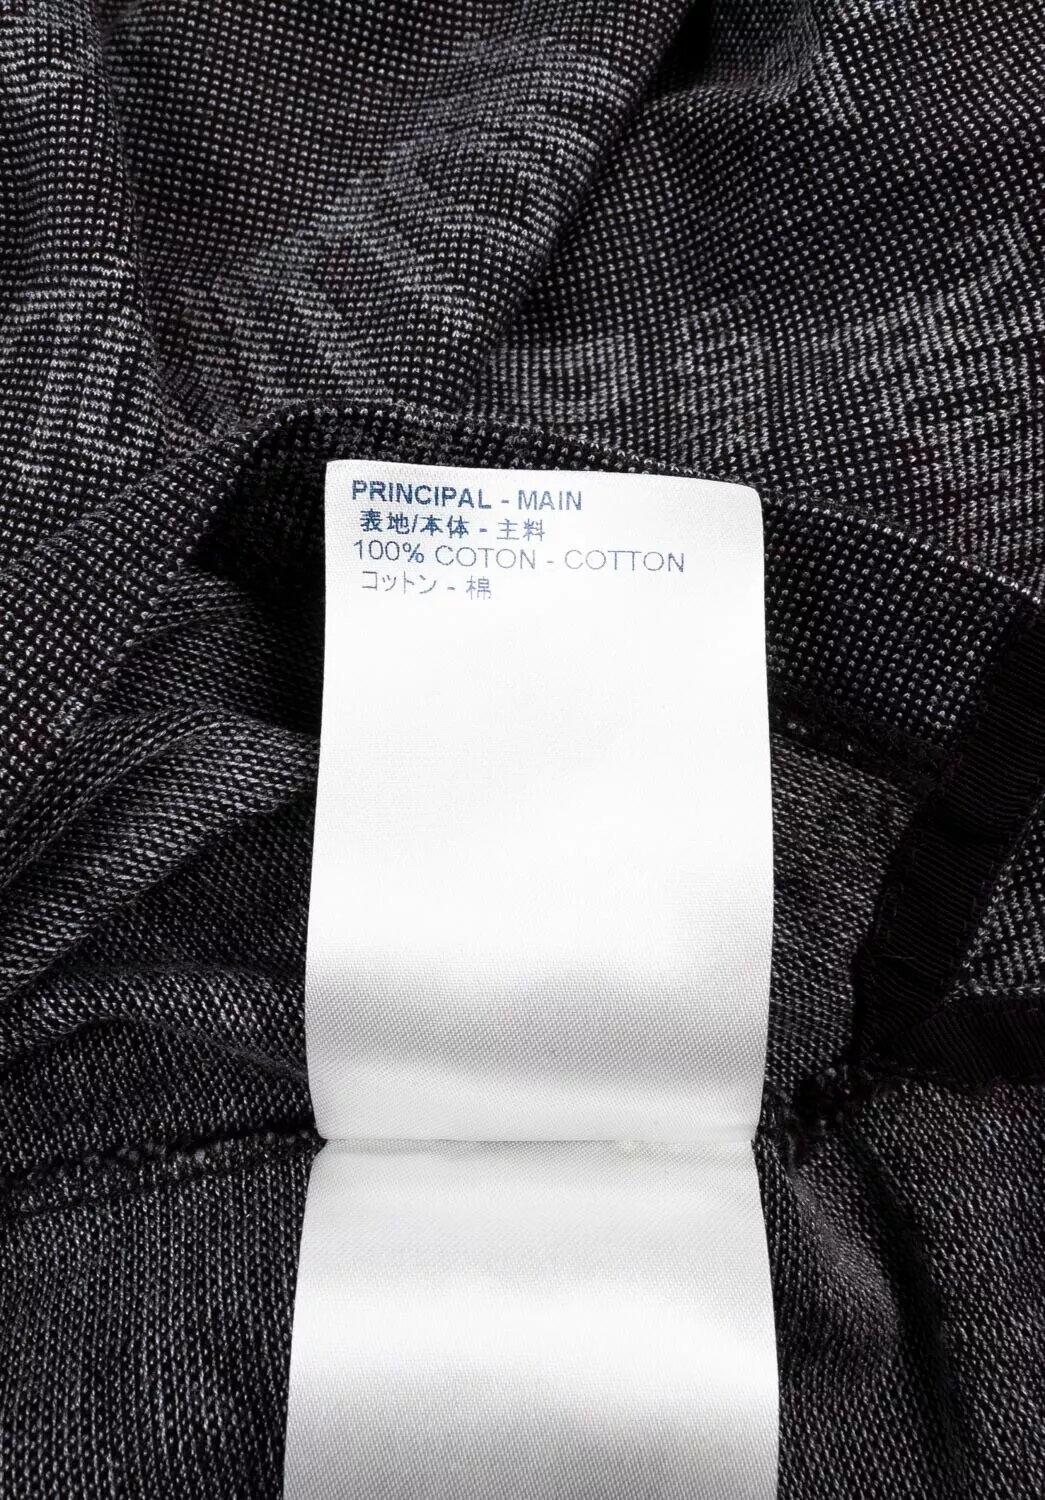 PRINCIPAL - MAIN
表地/本体 - 主料
100% COTON - COTTON
コットン - 棉